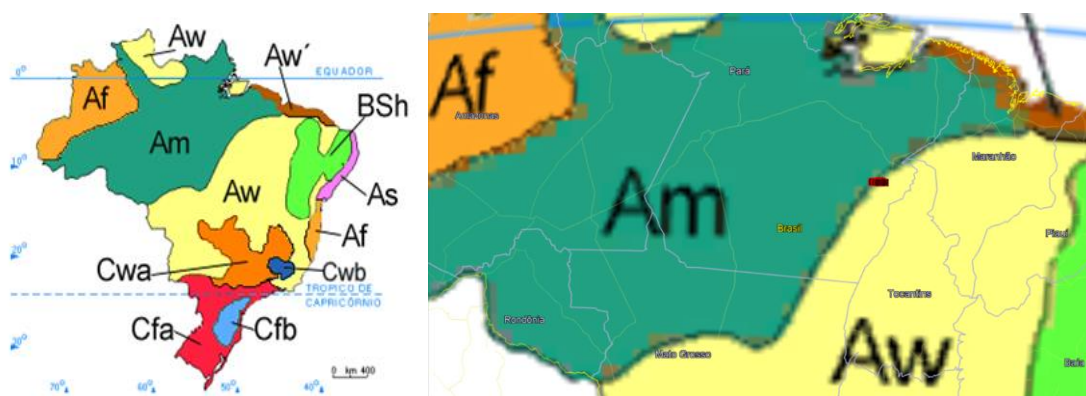 Aw
Aw´
0°
EQUADOR
Af
BSh
Am
10°
Aw
As
Af
20°
Cwa
Cwb
TROPICO DE
CAPRICÓRNIO
Cfa
Cfb
20°
0 km 400
70°
60°
50°
40°
Pará
Af
Amazonas
Maranhão
Am
Brasil
Piauí
Tocantins
Rondônia
Mato Grosso
Aw
Baia